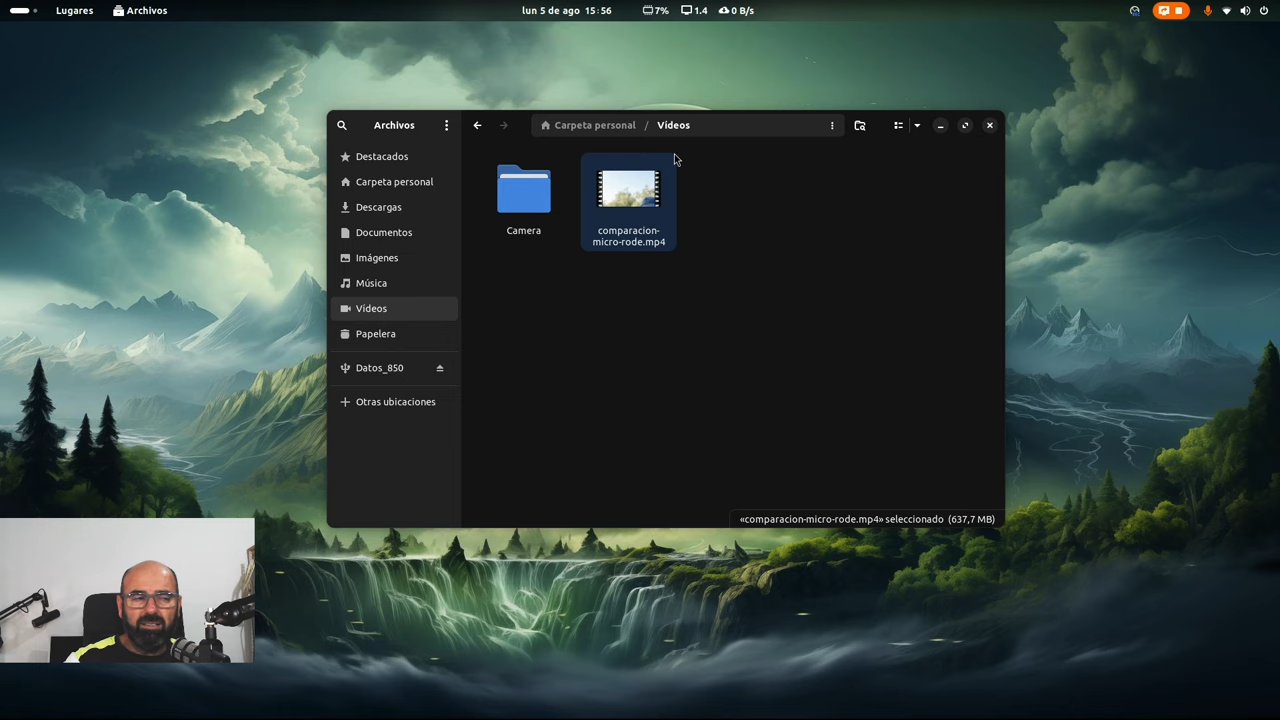 Lugares
Archivos
lun 5 de ago 15:56
7%
1.4
0 B/s
Archivos
Carpeta personal / Vídeos
Destacados
Carpeta personal
Descargas
Documentos
Imágenes
Música
Vídeos
Papelera
Datos_850
Otras ubicaciones
Camera
comparacion-
micro-rode.mp4
«comparacion-micro-rode.mp4» seleccionado (637,7 MB)